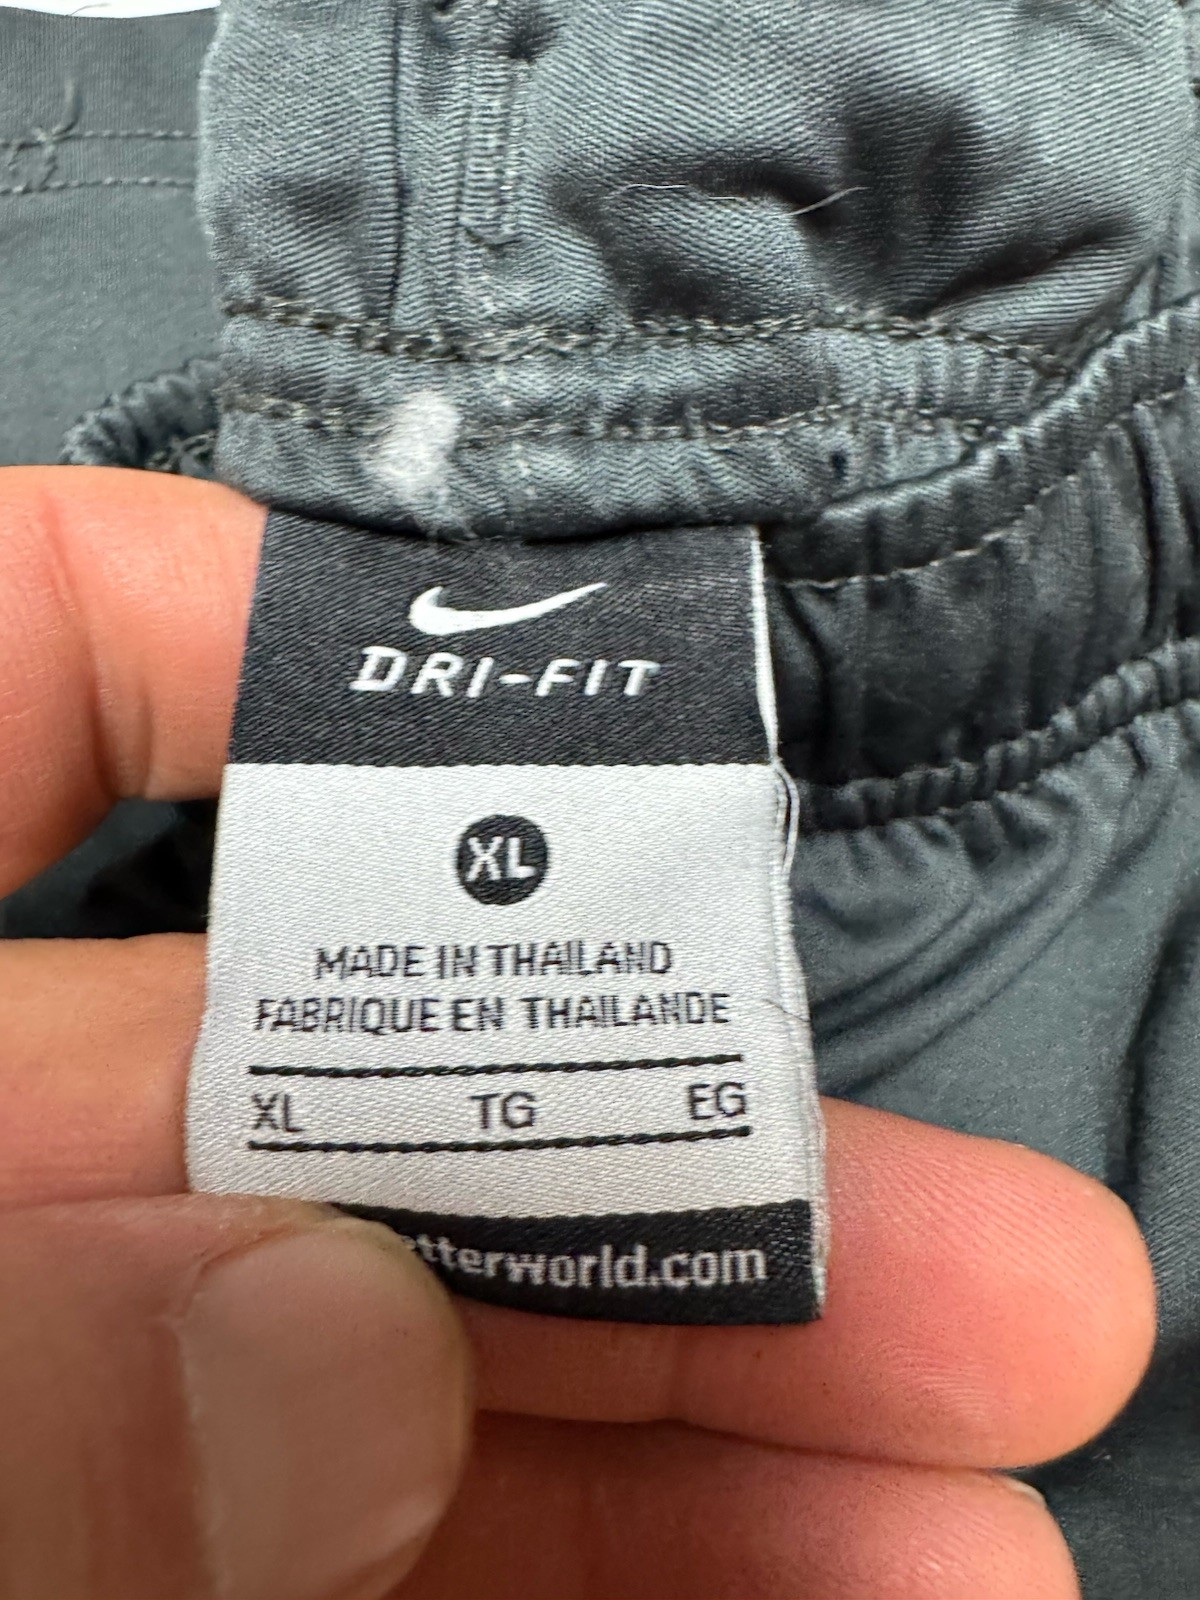 DRI-FIT
XL
MADE IN THAILAND
FABRIQUE EN THAILANDE
XL TG EG
tterworld.com